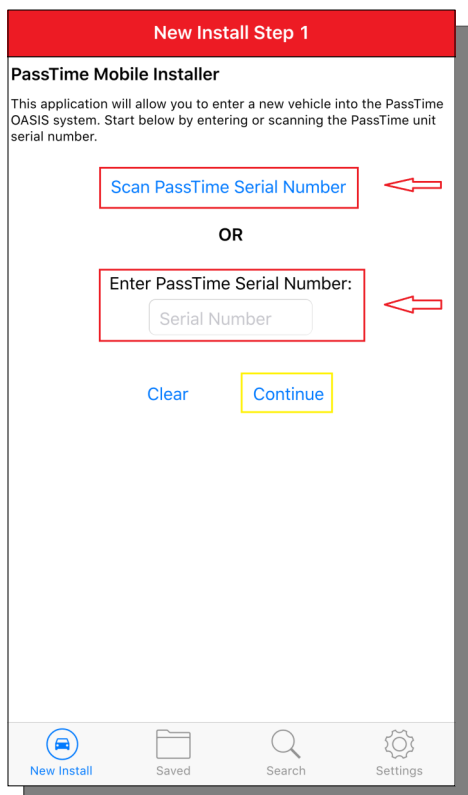 New Install Step 1
PassTime Mobile Installer
This application will allow you to enter a new vehicle into the PassTime
OASIS system. Start below by entering or scanning the PassTime unit
serial number.
Scan PassTime Serial Number
OR
Enter PassTime Serial Number:
Serial Number
Clear Continue
New Install Saved Search Settings